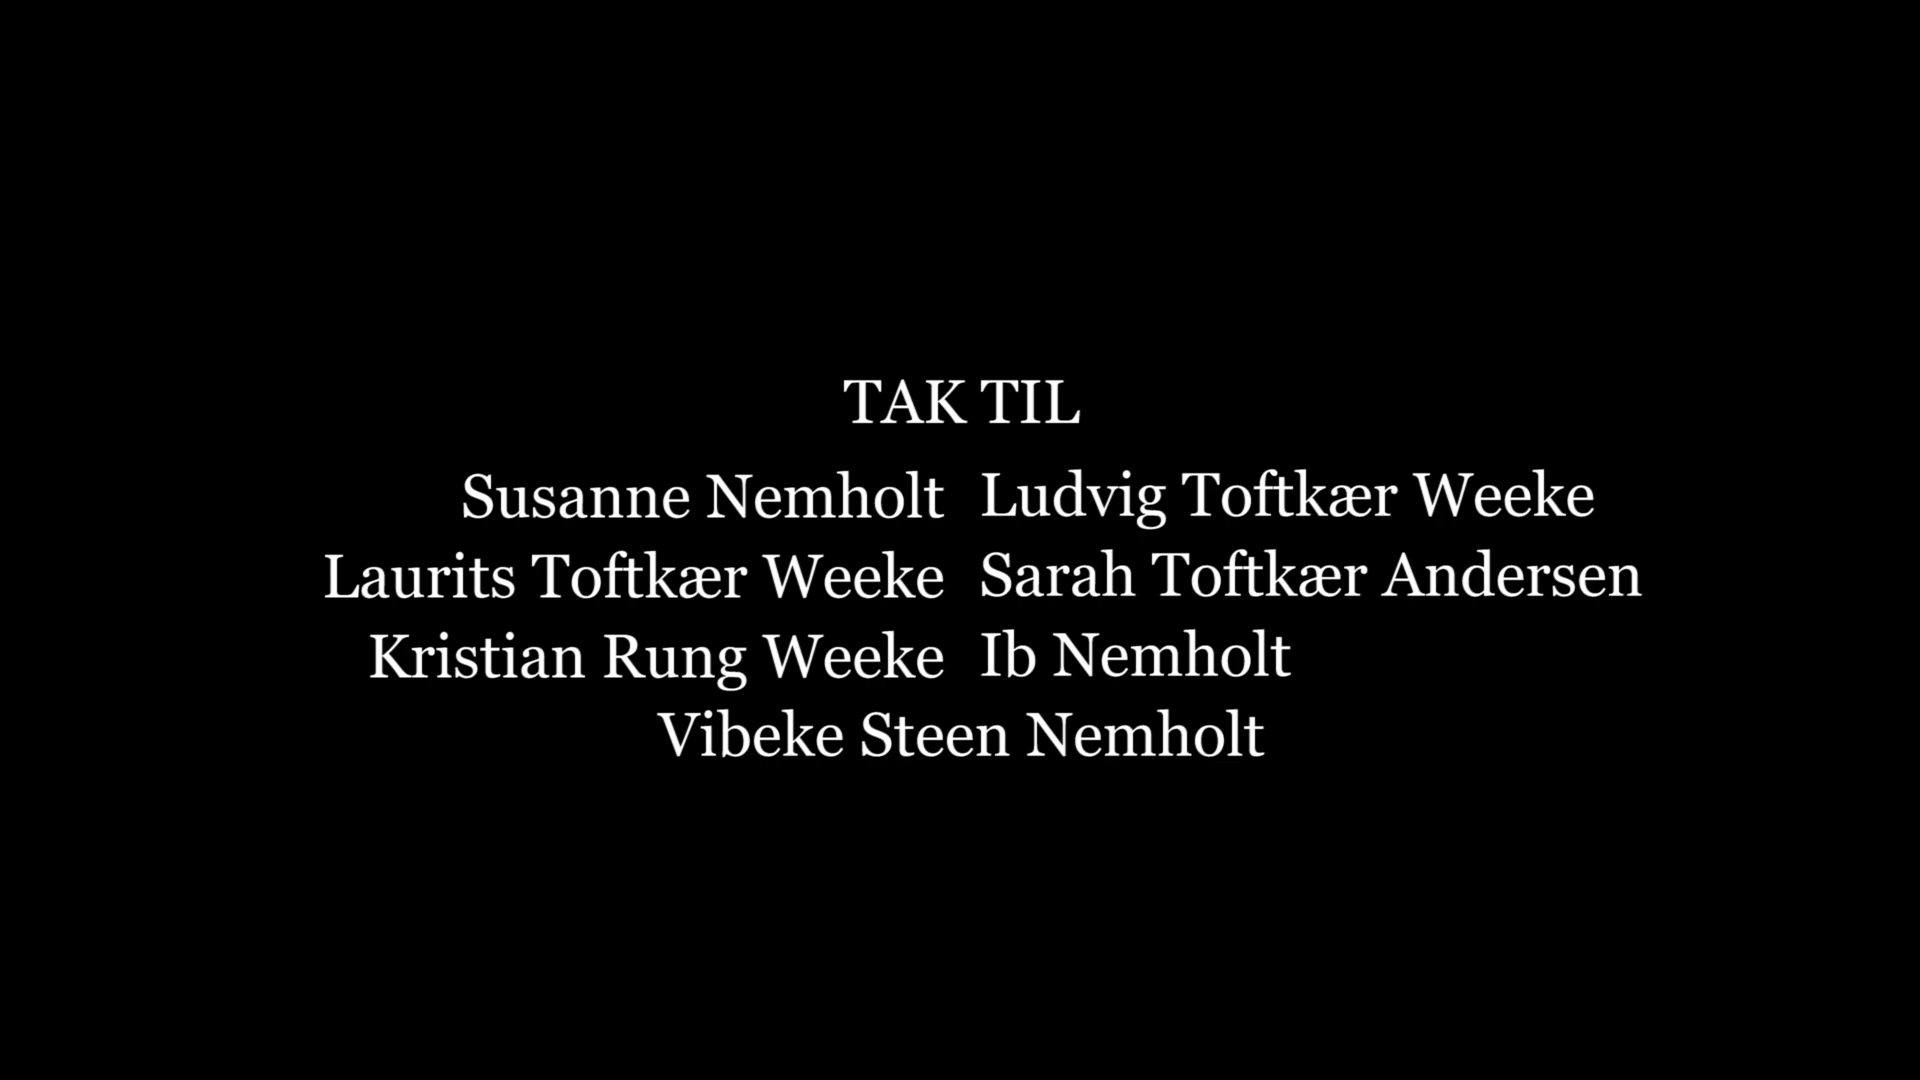 TAK TIL
Susanne Nemholt Ludvig Toftkær Weeke
Laurits Toftkær Weeke Sarah Toftkær Andersen
Kristian Rung Weeke Ib Nemholt
Vibeke Steen Nemholt